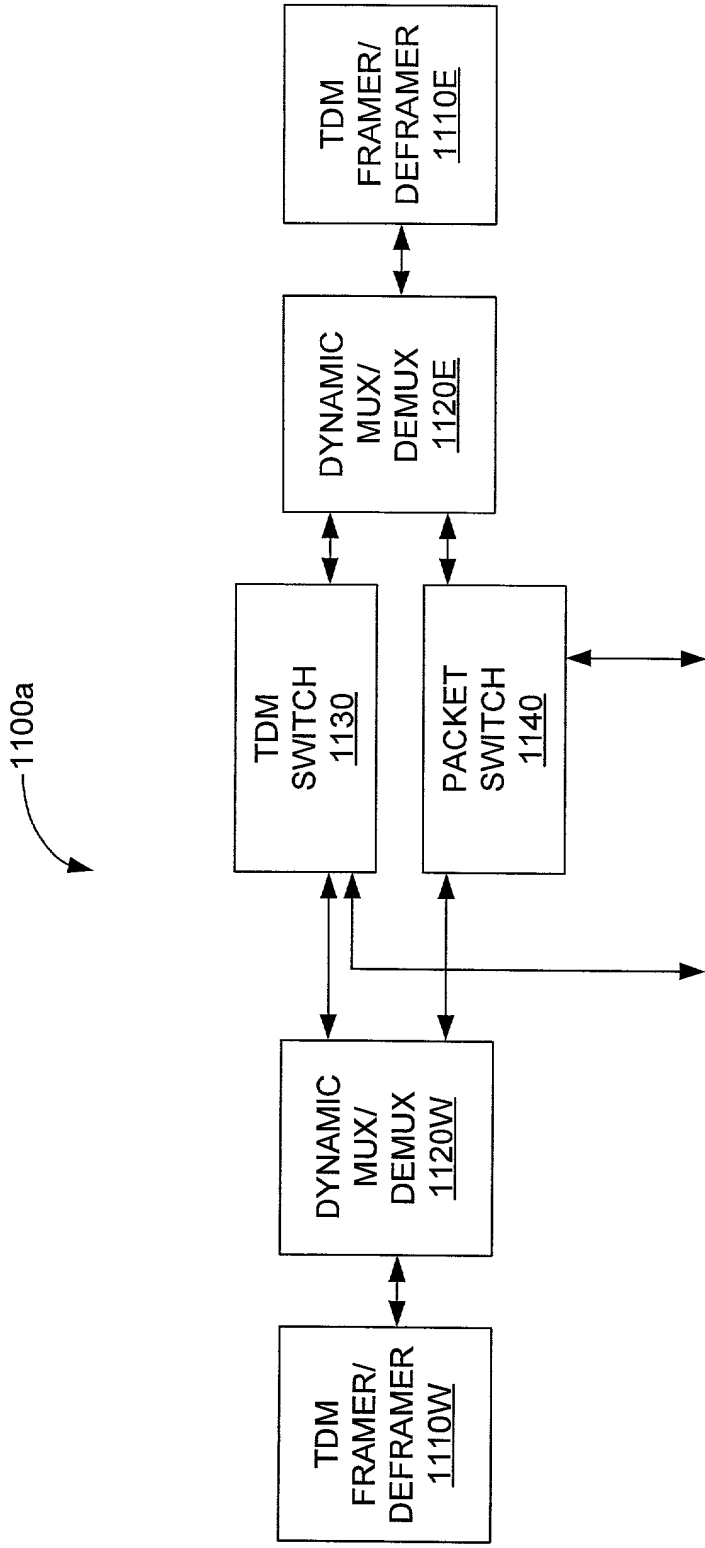 1100a
TDM
FRAMER/
DEFRAMER
1110W
DYNAMIC
MUX/
DEMUX
1120W
TDM
SWITCH
1130
PACKET
SWITCH
1140
DYNAMIC
MUX/
DEMUX
1120E
TDM
FRAMER/
DEFRAMER
1110E